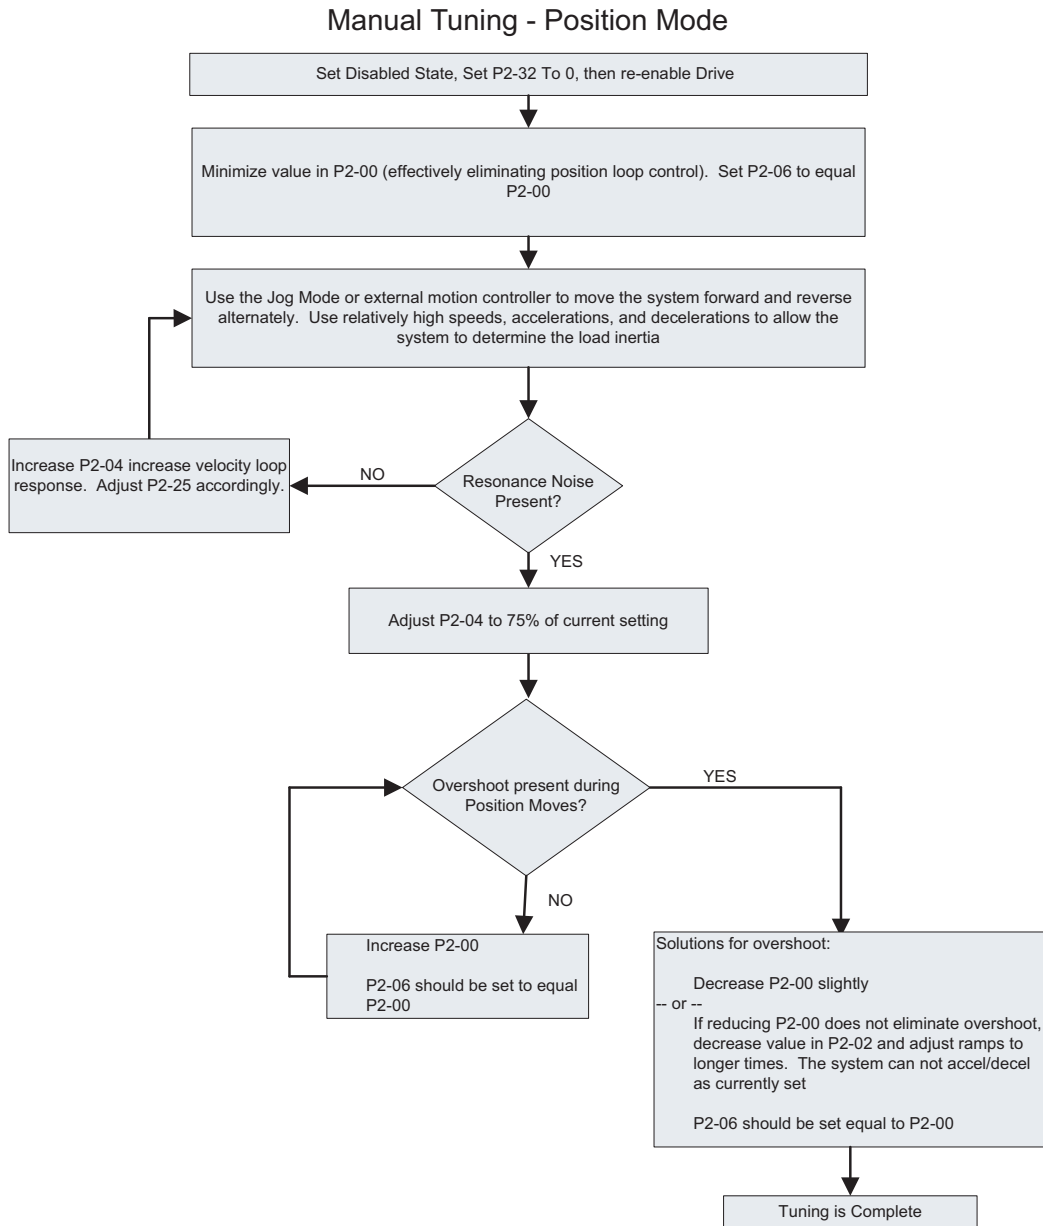 Manual Tuning - Position Mode
Set Disabled State, Set P2-32 To 0, then re-enable Drive
Minimize value in P2-00 (effectively eliminating position loop control). Set P2-06 to equal
P2-00
Use the Jog Mode or external motion controller to move the system forward and reverse
alternately. Use relatively high speeds, accelerations, and decelerations to allow the
system to determine the load inertia
Increase P2-04 increase velocity loop
response. Adjust P2-25 accordingly.
NO
Resonance Noise
Present?
YES
Adjust P2-04 to 75% of current setting
Overshoot present during
Position Moves?
YES
NO
Increase P2-00
P2-06 should be set to equal
P2-00
Solutions for overshoot:
Decrease P2-00 slightly
-- or --
If reducing P2-00 does not eliminate overshoot,
decrease value in P2-02 and adjust ramps to
longer times. The system can not accel/decel
as currently set
P2-06 should be set equal to P2-00
Tuning is Complete